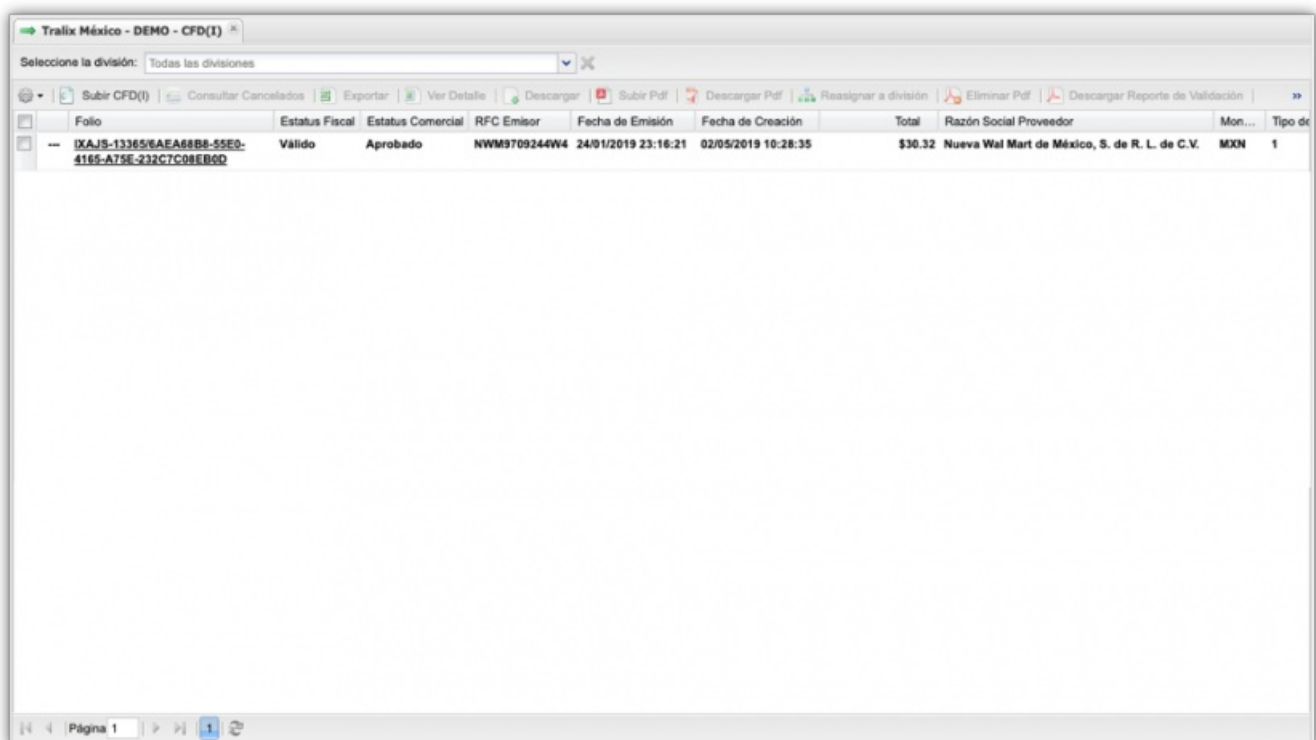 Tralix México - DEMO - CFD(I)
Seleccione la división: Todas las divisiones
Subir CFD(I) Consultar Cancelados Exportar Ver Detalle Descargar Subir Pdf Descargar Pdf Reasignar a división Eliminar Pdf Descargar Reporte de Validación »
Folio Estatus Fiscal Estatus Comercial RFC Emisor Fecha de Emisión Fecha de Creación Total Razón Social Proveedor Mon... Tipo de
--- IXAJS-13365/6AEA68B8-55E0- Válido Aprobado NWM9709244W4 24/01/2019 23:16:21 02/05/2019 10:28:35 $30.32 Nueva Wal Mart de México, S. de R. L. de C.V. MXN 1
4165-A75E-232C7C08EB0D
Página 1 1